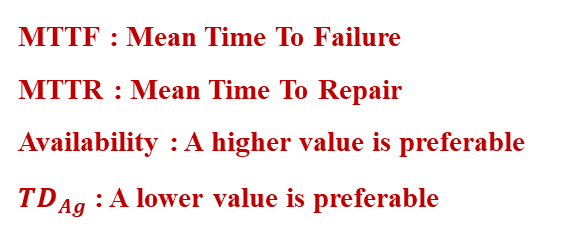 MTTF : Mean Time To Failure
MTTR : Mean Time To Repair
Availability : A higher value is preferable
TD_Ag : A lower value is preferable